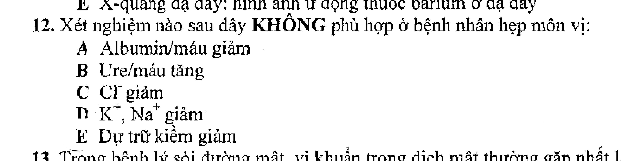 E X-quang dạ dày: hình ảnh ứ đọng thuốc barium ở dạ dày
12. Xét nghiệm nào sau dây KHÔNG phù hợp ở bệnh nhân hẹp môn vị:
A Albumin/máu giảm
B Ure/máu tăng
C Cl⁻ giảm
D K⁻, Na⁺ giảm
E Dự trữ kiềm giảm
13. Trong bệnh lý sỏi đường mật, vi khuẩn trong dịch mật thường gặp nhất